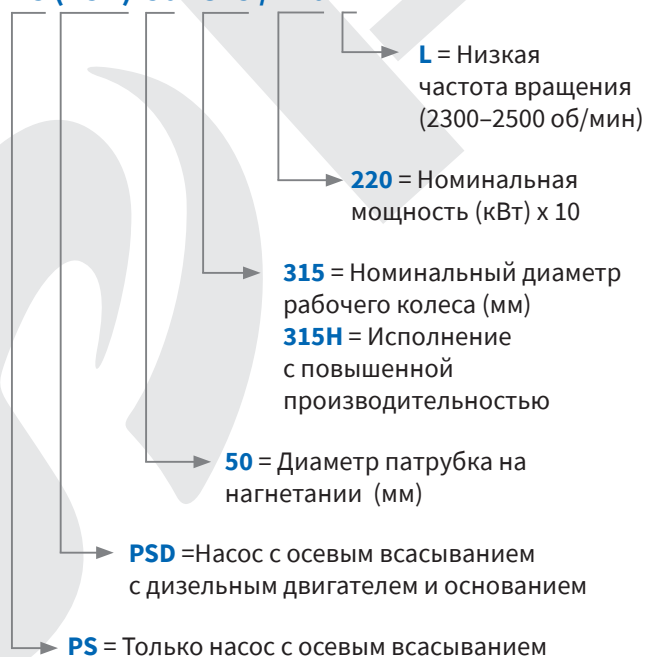 L = Низкая
частота вращения
(2300–2500 об/мин)
220 = Номинальная
мощность (кВт) x 10
315 = Номинальный диаметр
рабочего колеса (мм)
315H = Исполнение
с повышенной
производительностью
50 = Диаметр патрубка на
нагнетании (мм)
PSD =Насос с осевым всасыванием
с дизельным двигателем и основанием
PS = Только насос с осевым всасыванием